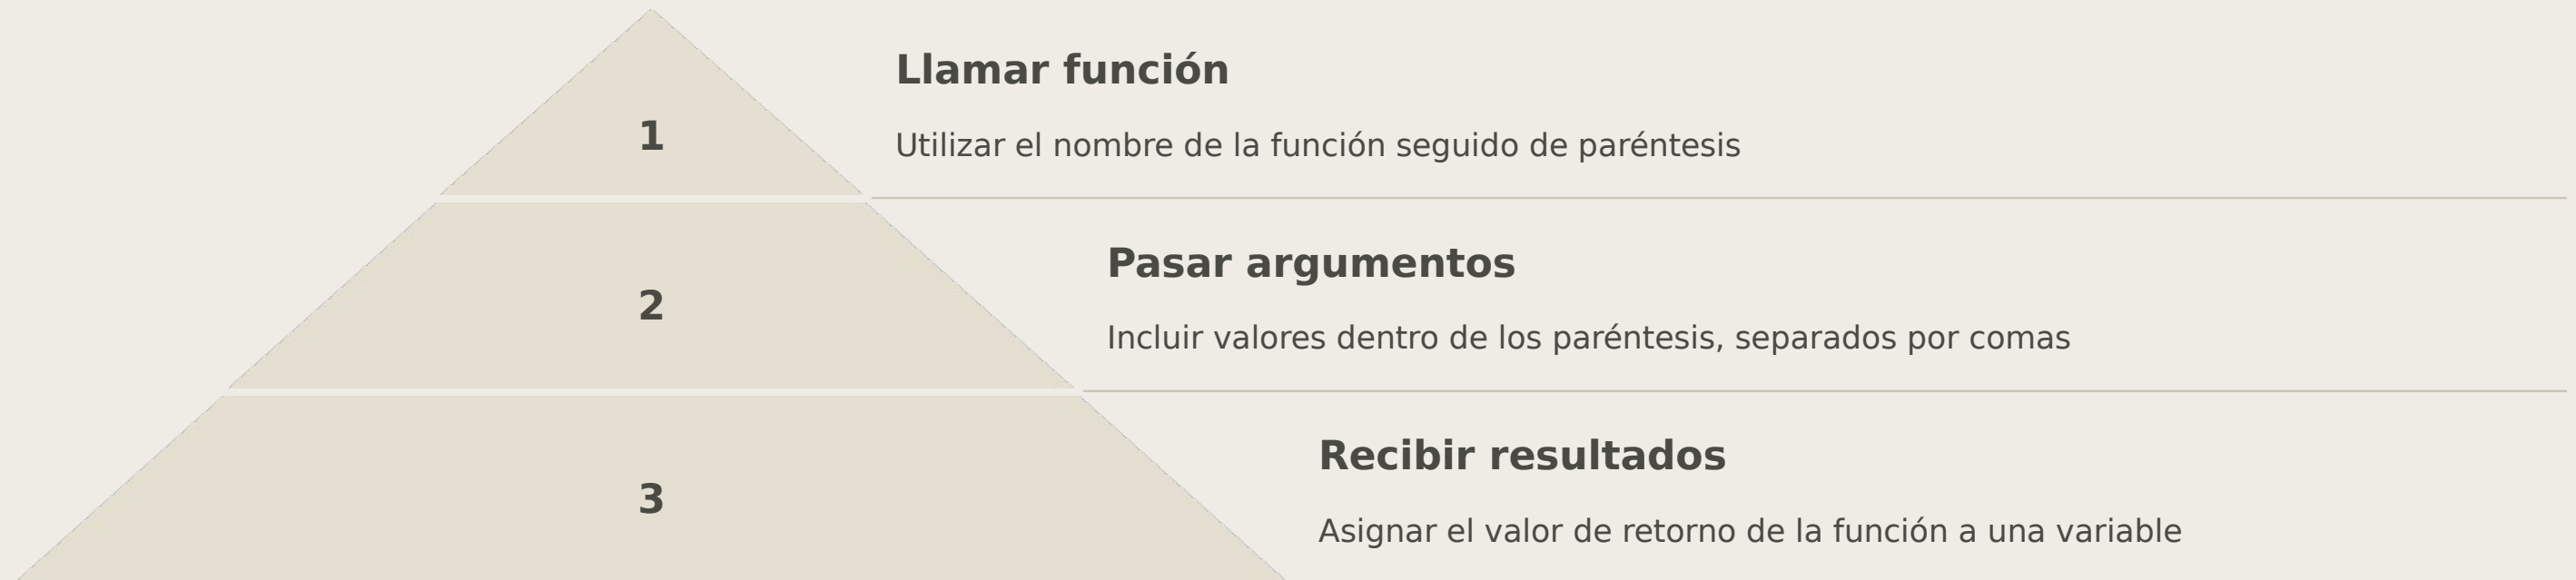 1
Llamar función
Utilizar el nombre de la función seguido de paréntesis
2
Pasar argumentos
Incluir valores dentro de los paréntesis, separados por comas
3
Recibir resultados
Asignar el valor de retorno de la función a una variable